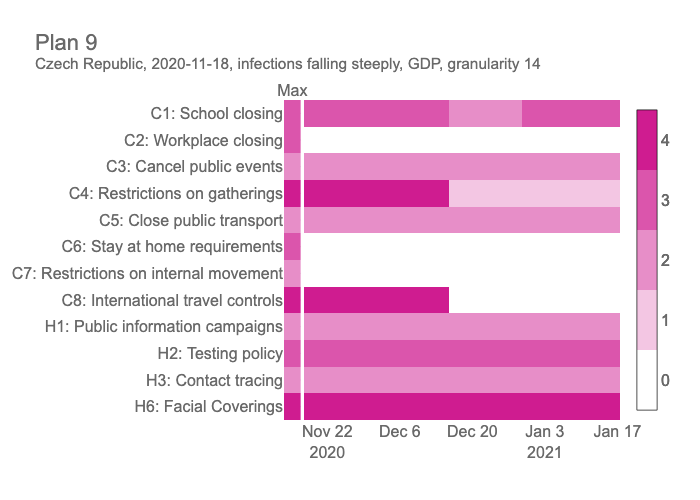 Plan 9
Czech Republic, 2020-11-18, infections falling steeply, GDP, granularity 14
Max
C1: School closing
C2: Workplace closing
C3: Cancel public events
C4: Restrictions on gatherings
C5: Close public transport
C6: Stay at home requirements
C7: Restrictions on internal movement
C8: International travel controls
H1: Public information campaigns
H2: Testing policy
H3: Contact tracing
H6: Facial Coverings
4
3
2
1
0
Nov 22 Dec 6 Dec 20 Jan 3 Jan 17
2020 2021